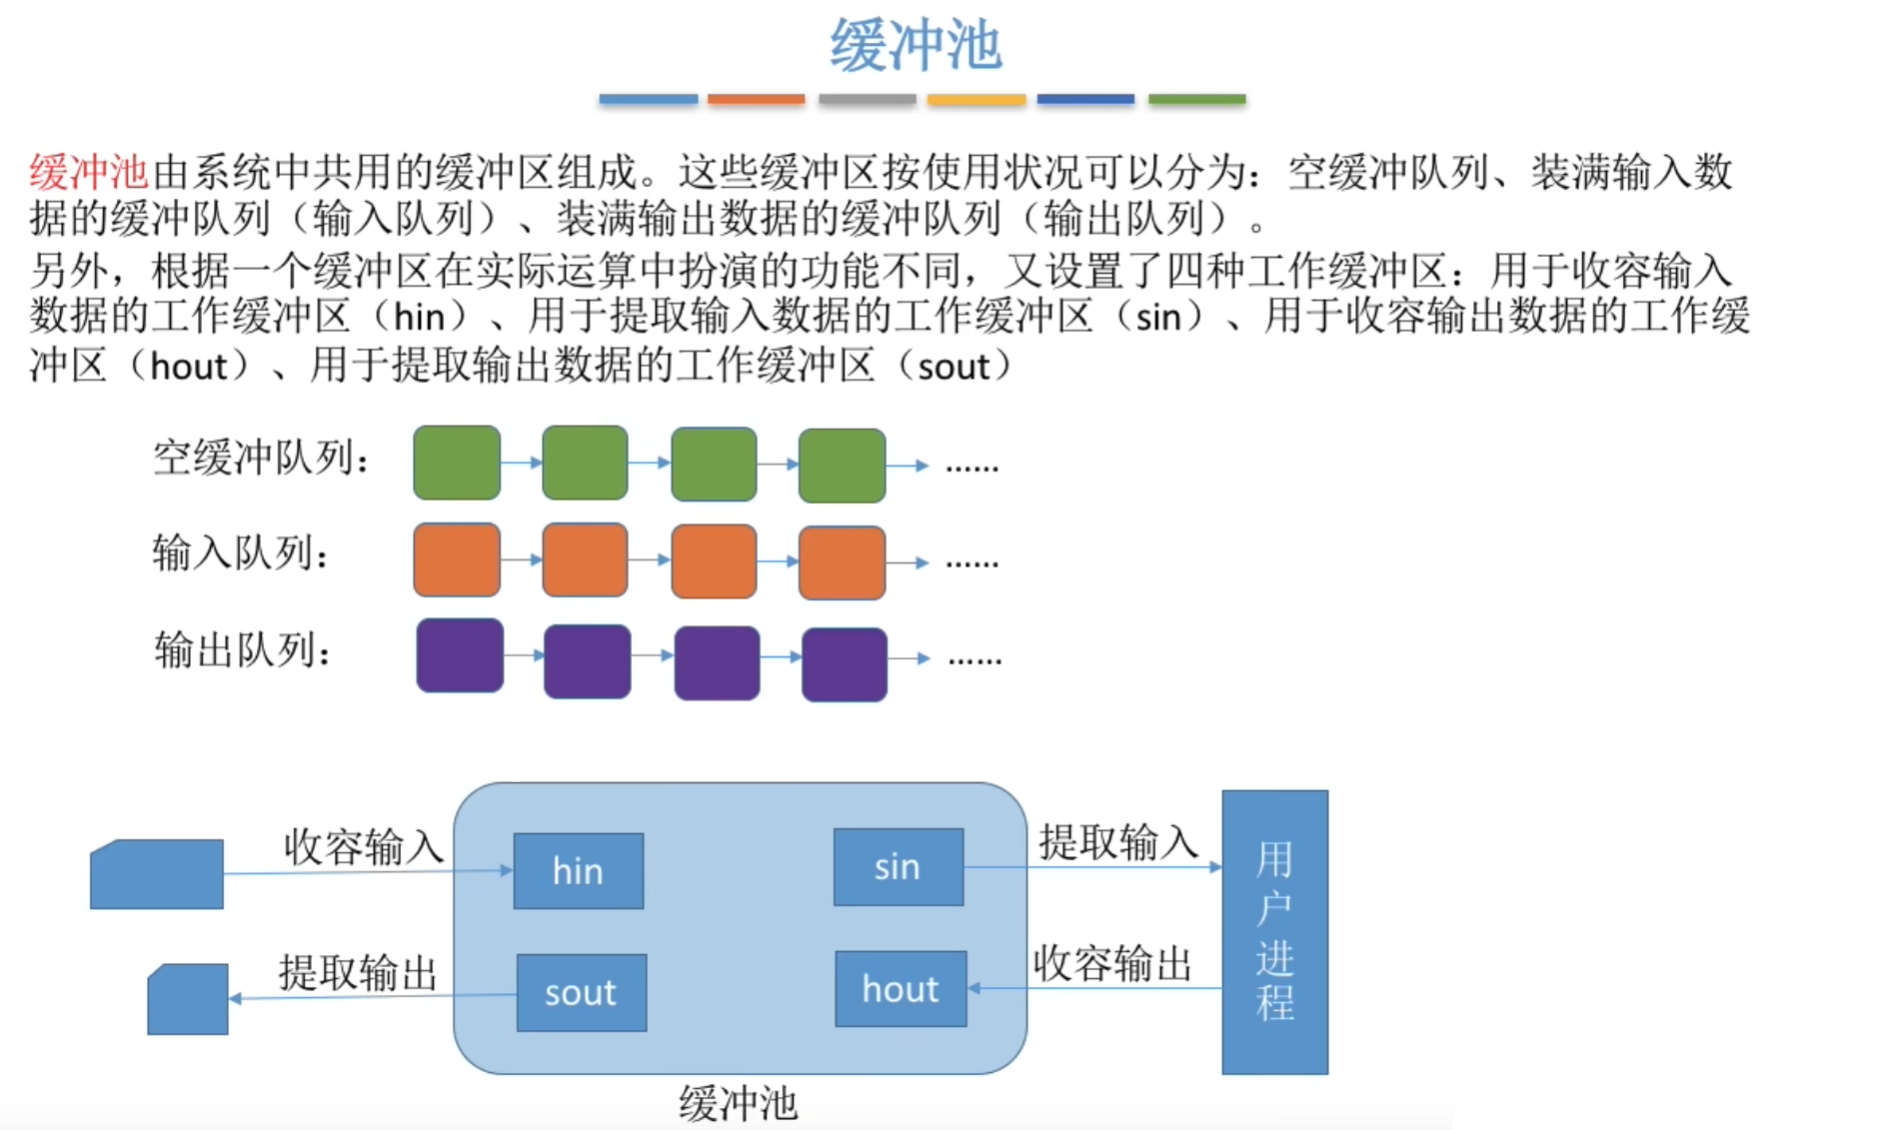 缓冲池
缓冲池由系统中共用的缓冲区组成。这些缓冲区按使用状况可以分为：空缓冲队列、装满输入数
据的缓冲队列（输入队列）、装满输出数据的缓冲队列（输出队列）。
另外，根据一个缓冲区在实际运算中扮演的功能不同，又设置了四种工作缓冲区：用于收容输入
数据的工作缓冲区（hin）、用于提取输入数据的工作缓冲区（sin）、用于收容输出数据的工作缓
冲区（hout）、用于提取输出数据的工作缓冲区（sout）
空缓冲队列： ......
输入队列： ......
输出队列： ......
收容输入
hin
sin
提取输入
提取输出
sout
hout
收容输出
用户进程
缓冲池